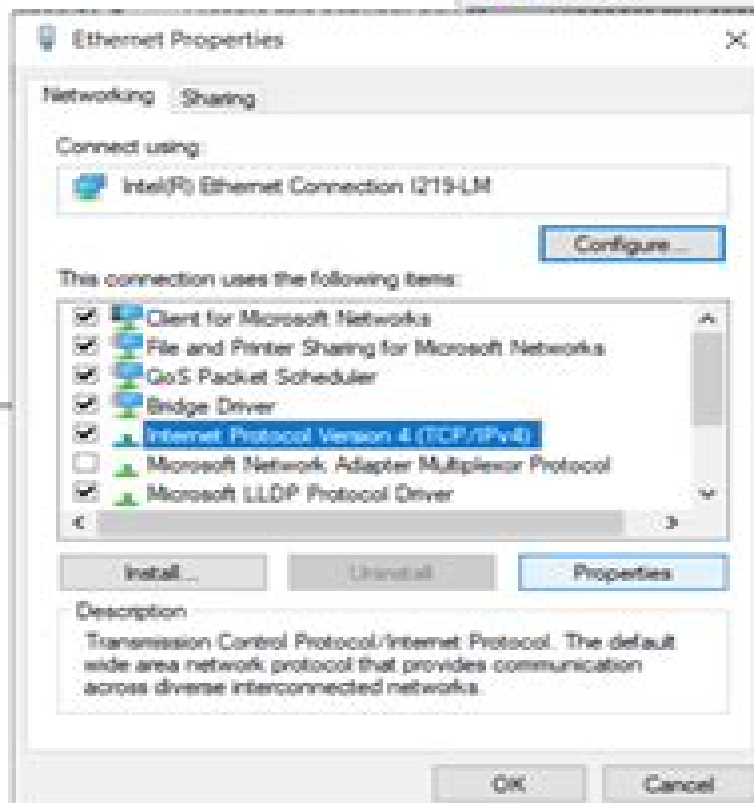 Ethernet Properties
Networking Sharing
Connect using:
Intel(R) Ethernet Connection I219-LM
Configure...
This connection uses the following items:
Client for Microsoft Networks
File and Printer Sharing for Microsoft Networks
QoS Packet Scheduler
Bridge Driver
Internet Protocol Version 4 (TCP/IPv4)
Microsoft Network Adapter Multiplexor Protocol
Microsoft LLDP Protocol Driver
Install... Uninstall Properties
Description
Transmission Control Protocol/Internet Protocol. The default
wide area network protocol that provides communication
across diverse interconnected networks.
OK Cancel